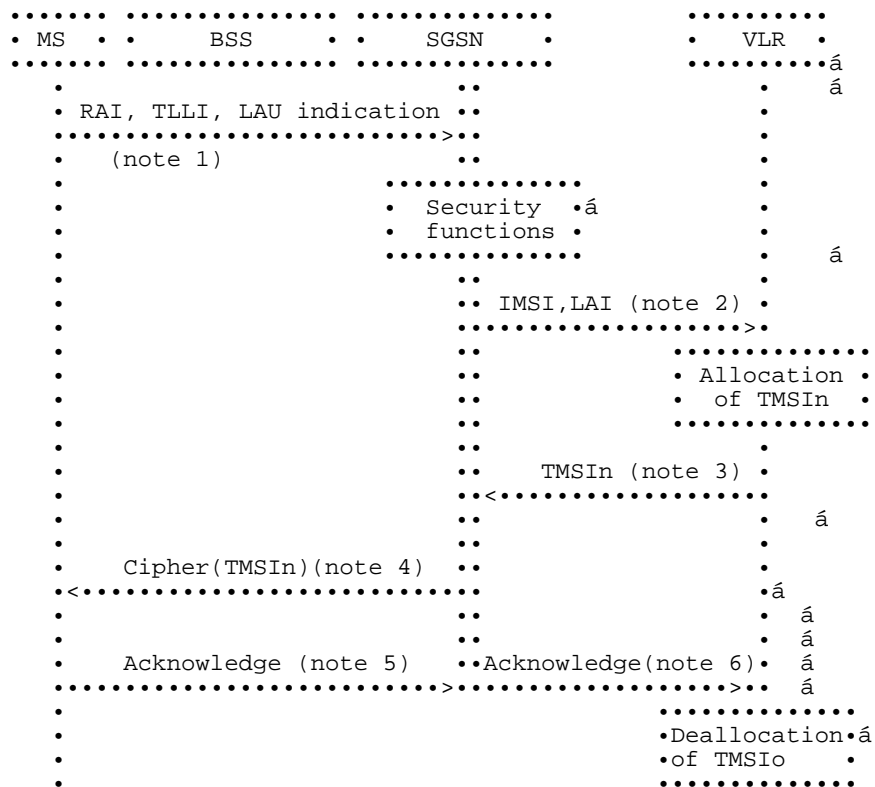 MS BSS SGSN VLR
á
á
RAI, TLLI, LAU indication
>
(note 1)
Security á
functions
á
IMSI,LAI (note 2)
>
Allocation
of TMSIn
TMSIn (note 3)
<
á
Cipher(TMSIn)(note 4)
< á
á
á
Acknowledge (note 5) Acknowledge(note 6) á
> > á
Deallocation á
of TMSIo